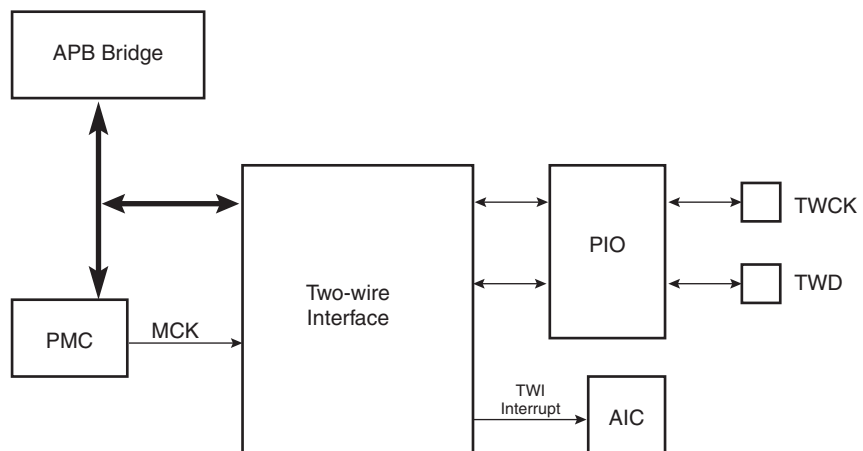 APB Bridge
TWCK
PIO
TWD
Two-wire
Interface
MCK
PMC
TWI
Interrupt
AIC